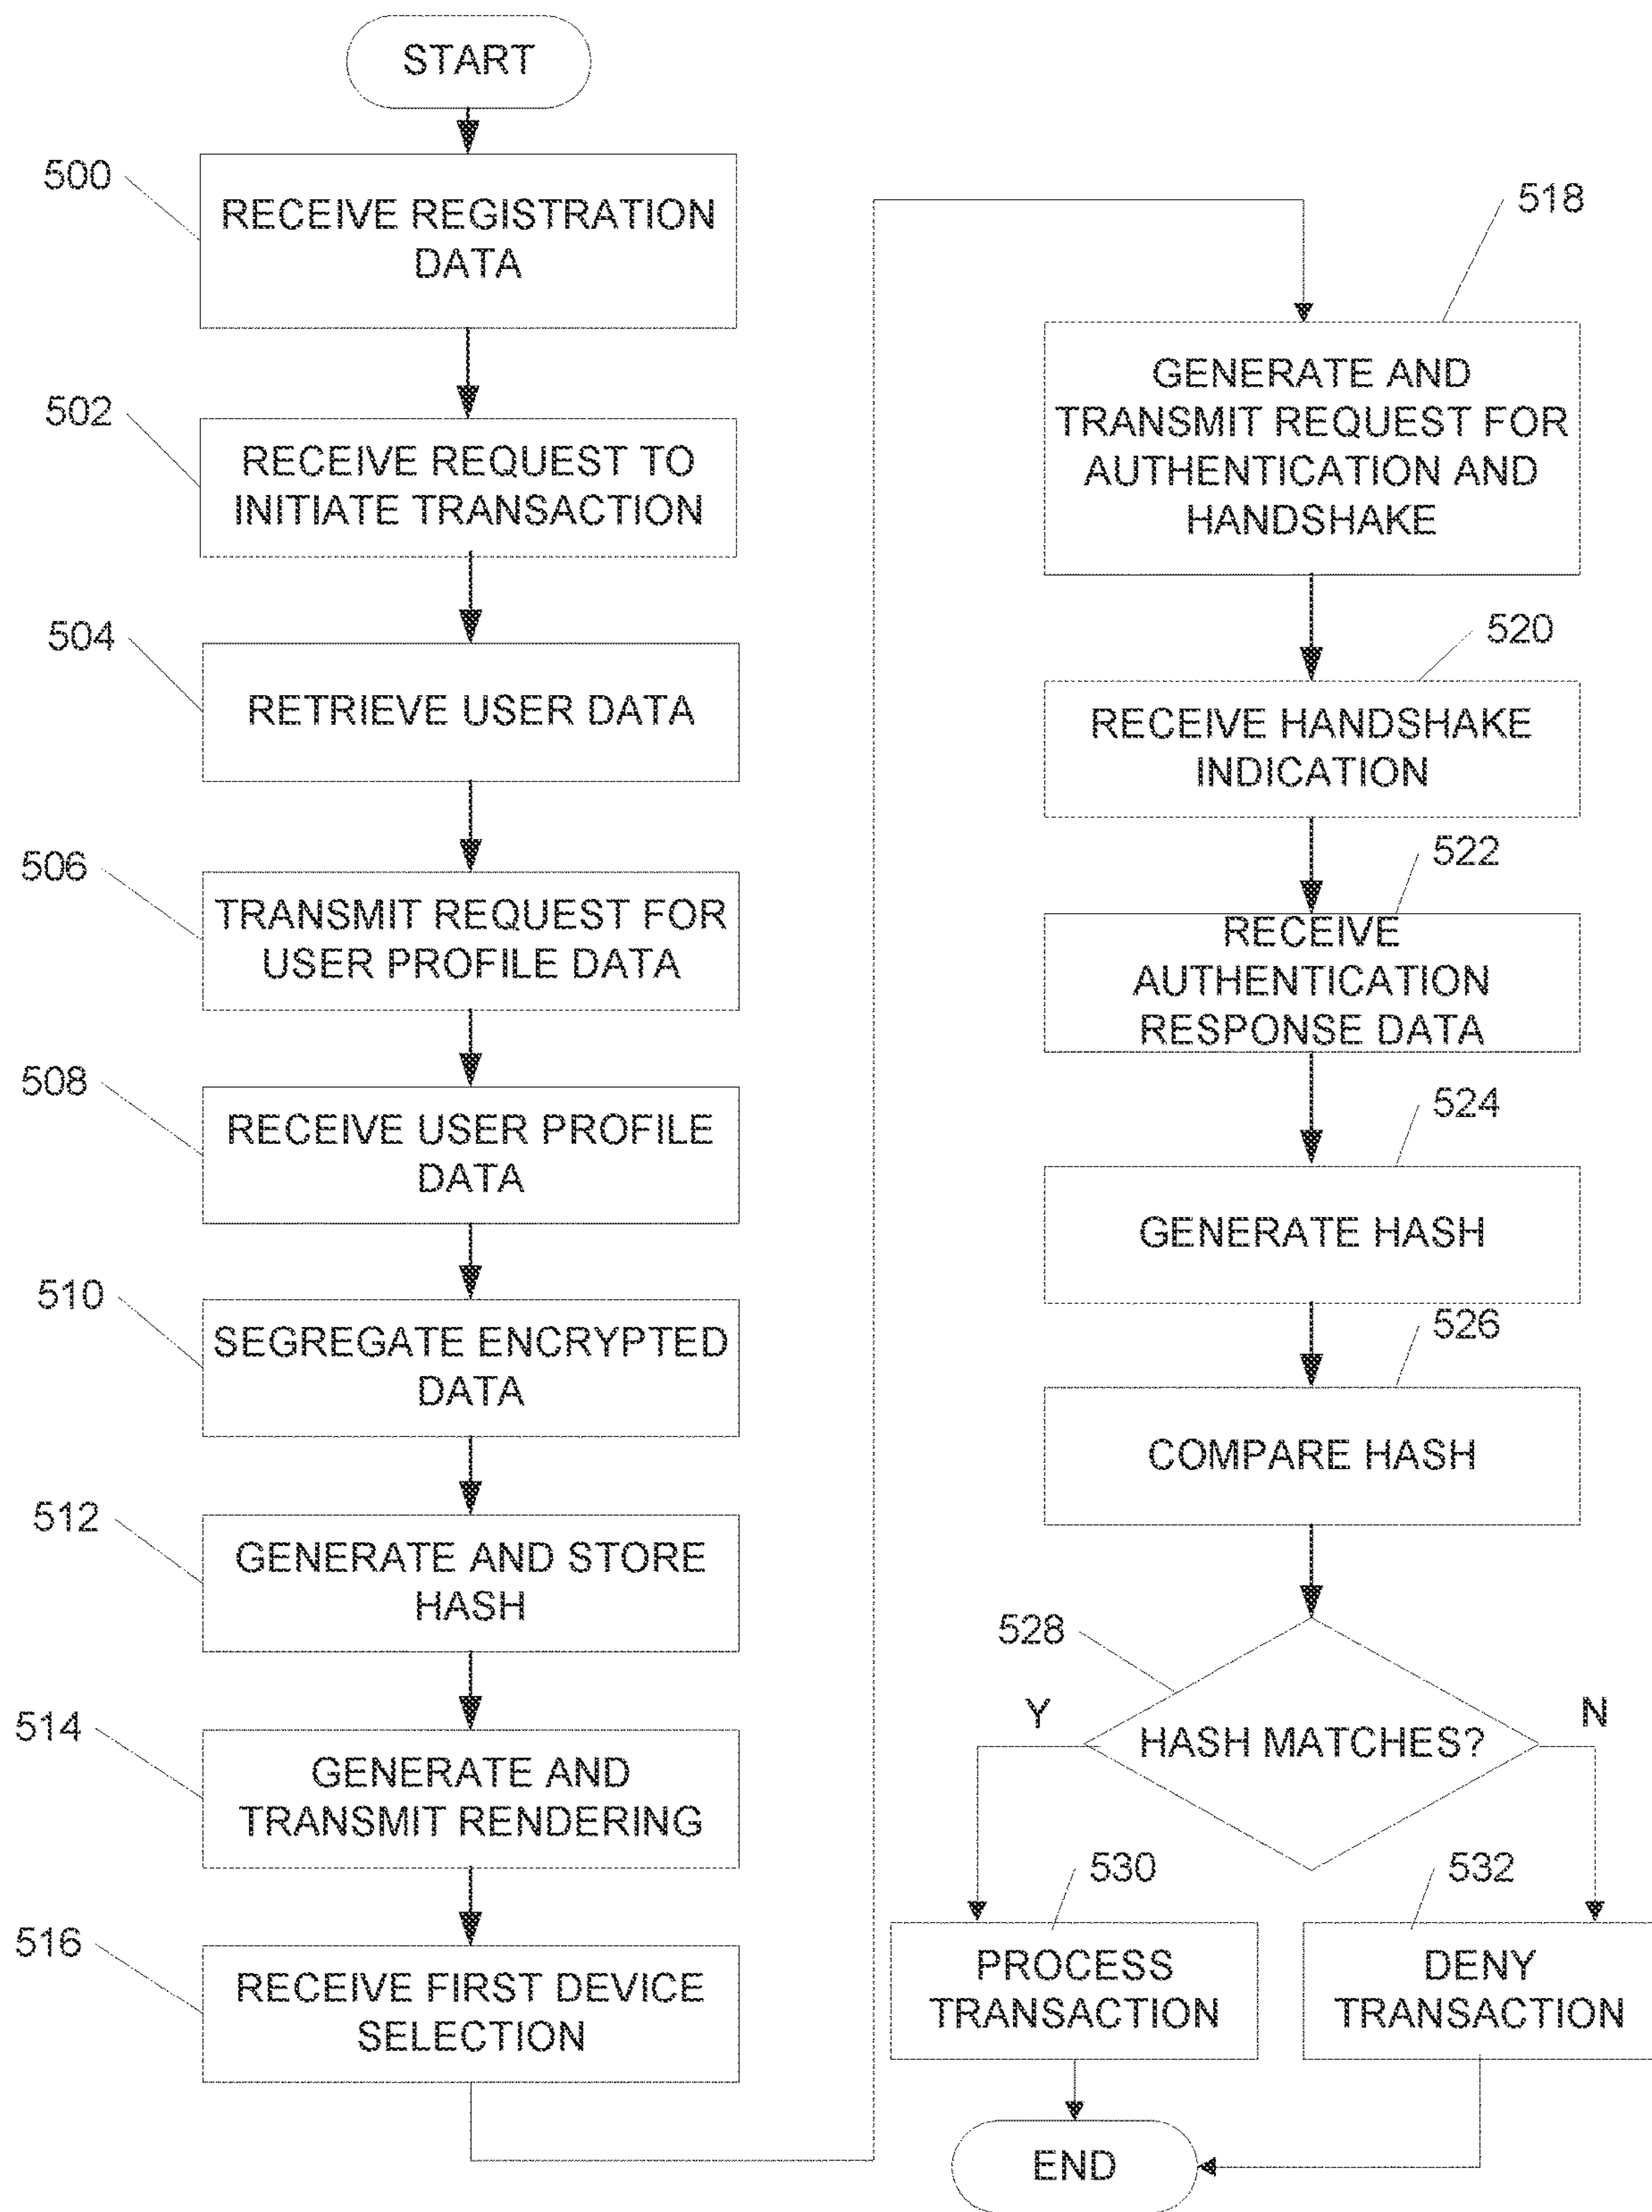 START
500
RECEIVE REGISTRATION
DATA
502
RECEIVE REQUEST TO
INITIATE TRANSACTION
504
RETRIEVE USER DATA
506
TRANSMIT REQUEST FOR
USER PROFILE DATA
508
RECEIVE USER PROFILE
DATA
510
SEGREGATE ENCRYPTED
DATA
512
GENERATE AND STORE
HASH
514
GENERATE AND
TRANSMIT RENDERING
516
RECEIVE FIRST DEVICE
SELECTION
518
GENERATE AND
TRANSMIT REQUEST FOR
AUTHENTICATION AND
HANDSHAKE
520
RECEIVE HANDSHAKE
INDICATION
522
RECEIVE
AUTHENTICATION
RESPONSE DATA
524
GENERATE HASH
526
COMPARE HASH
528
Y
HASH MATCHES?
N
530
PROCESS
TRANSACTION
532
DENY
TRANSACTION
END